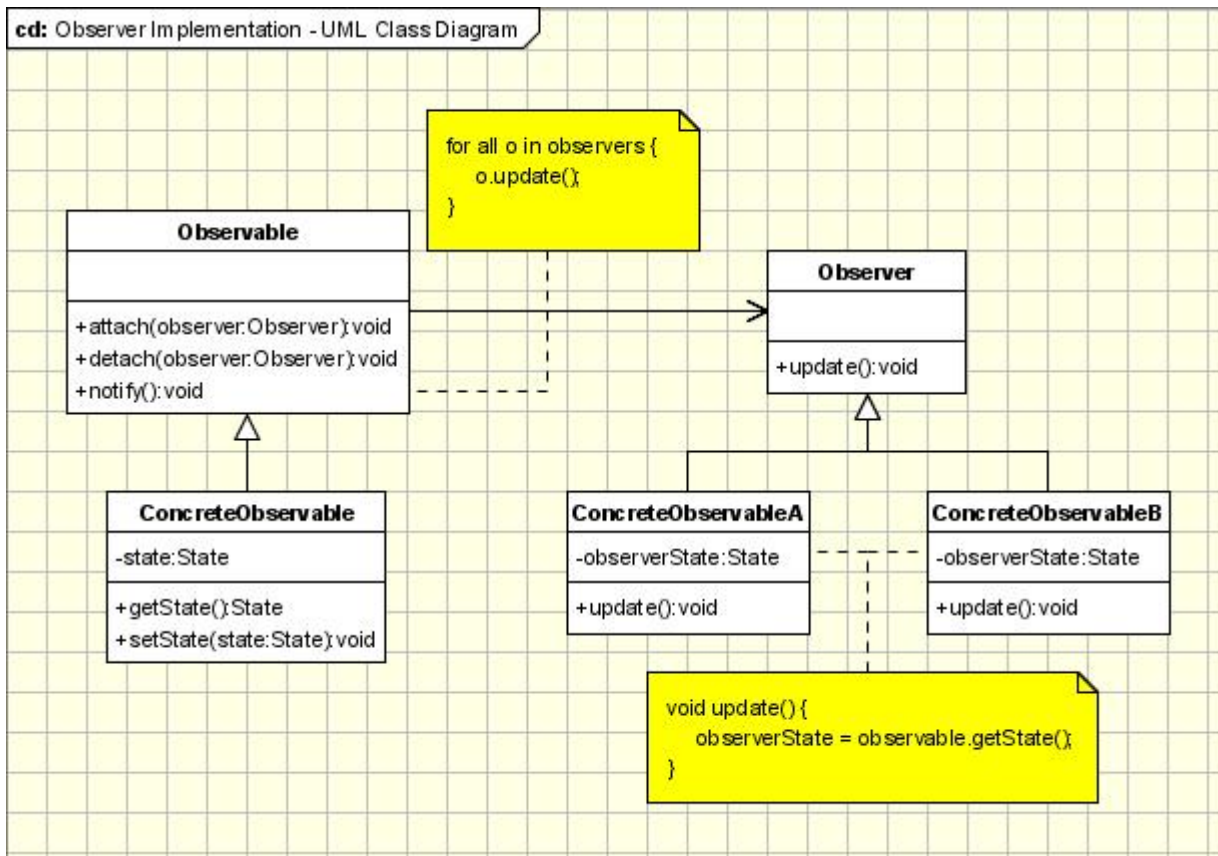 cd: Observer Implementation - UML Class Diagram
for all o in observers {
o.update();
}
Observable
+attach(observer:Observer):void
+detach(observer:Observer):void
+notify():void
Observer
+update():void
ConcreteObservable
-state:State
+getState():State
+setState(state:State):void
ConcreteObservableA
-observerState:State
+update():void
ConcreteObservableB
-observerState:State
+update():void
void update() {
observerState = observable.getState();
}